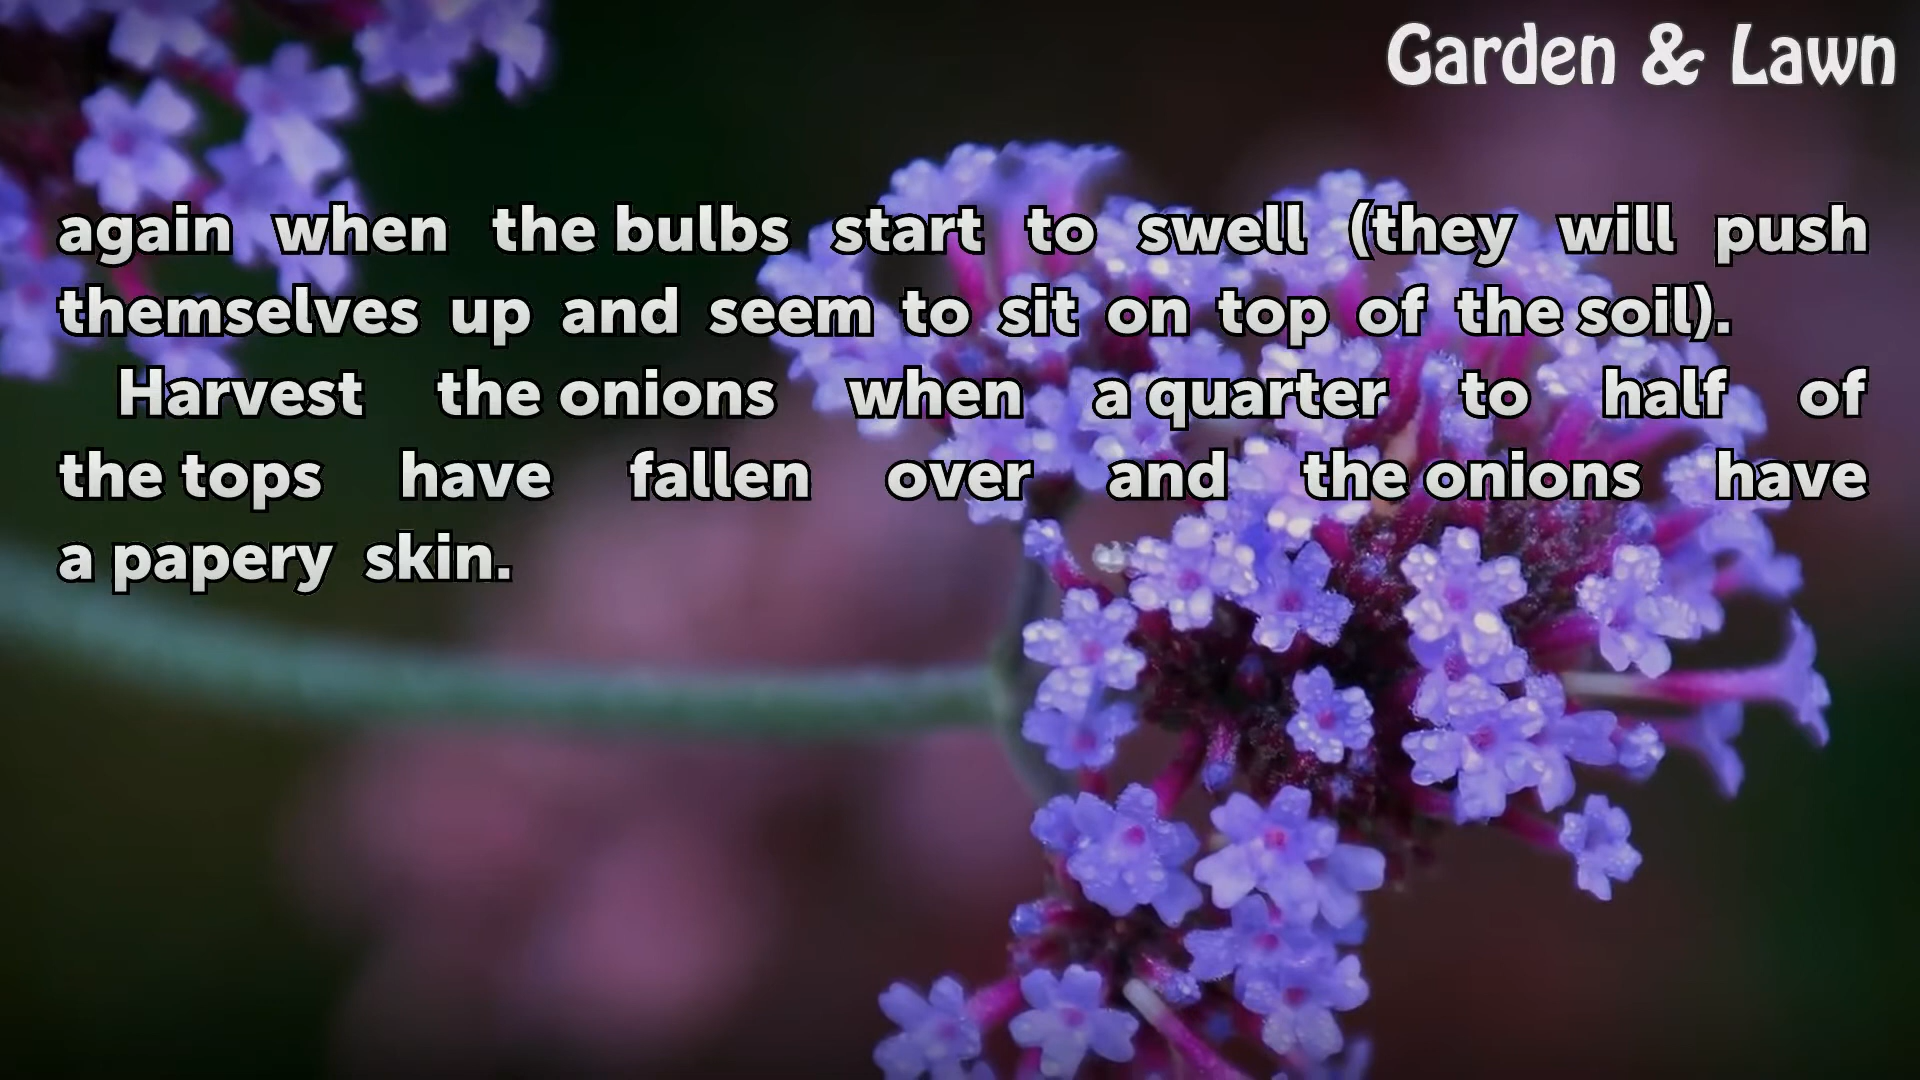 Garden & Lawn
again when the bulbs start to swell (they will push
themselves up and seem to sit on top of the soil).
Harvest the onions when a quarter to half of
the tops have fallen over and the onions have
a papery skin.